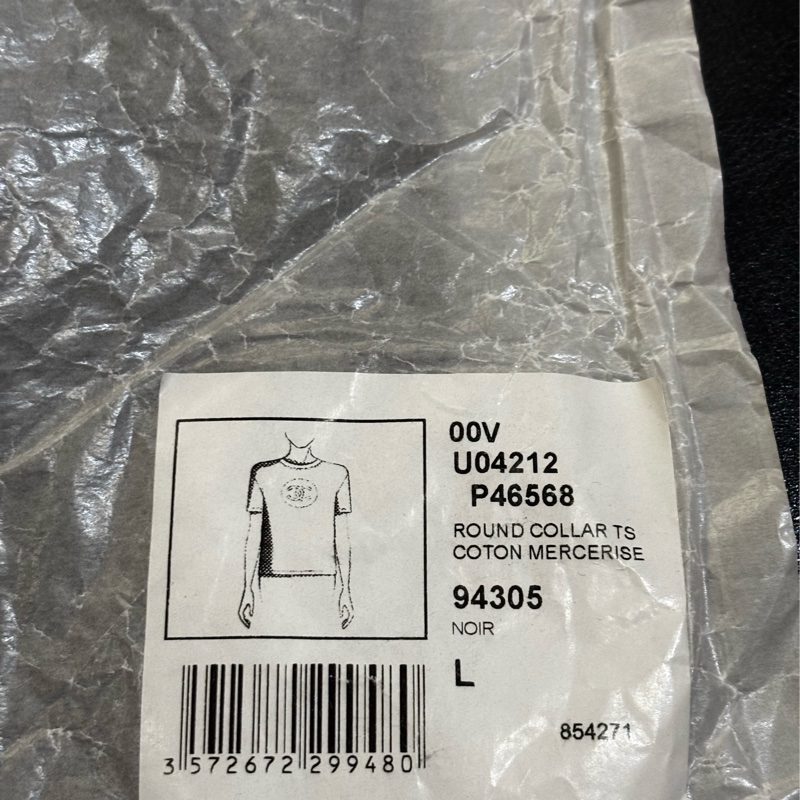 00V
U04212
P46568
ROUND COLLAR TS
COTON MERCERISE
94305
NOIR
L
854271
3 572672 299480